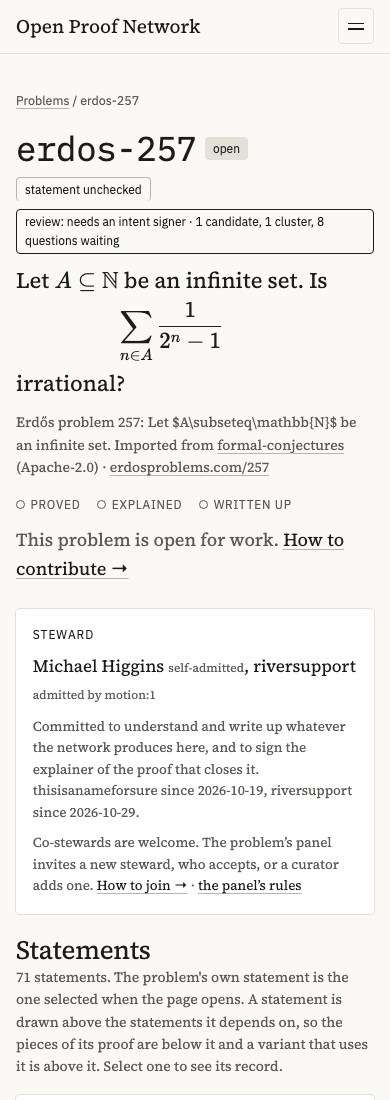 Open Proof Network
Problems / erdos-257
erdos-257 open
statement unchecked
review: needs an intent signer · 1 candidate, 1 cluster, 8
questions waiting
Let A ⊆ ℕ be an infinite set. Is
∑_{n∈A} 1/(2ⁿ − 1)
irrational?
Erdős problem 257: Let $A\subseteq\mathbb{N}$ be
an infinite set. Imported from formal-conjectures
(Apache-2.0) · erdosproblems.com/257
PROVED EXPLAINED WRITTEN UP
This problem is open for work. How to
contribute →
STEWARD
Michael Higgins self-admitted, riversupport
admitted by motion:1
Committed to understand and write up whatever
the network produces here, and to sign the
explainer of the proof that closes it.
thisisanameforsure since 2026-10-19, riversupport
since 2026-10-29.
Co-stewards are welcome. The problem’s panel
invites a new steward, who accepts, or a curator
adds one. How to join → · the panel’s rules
Statements
71 statements. The problem's own statement is the
one selected when the page opens. A statement is
drawn above the statements it depends on, so the
pieces of its proof are below it and a variant that uses
it is above it. Select one to see its record.